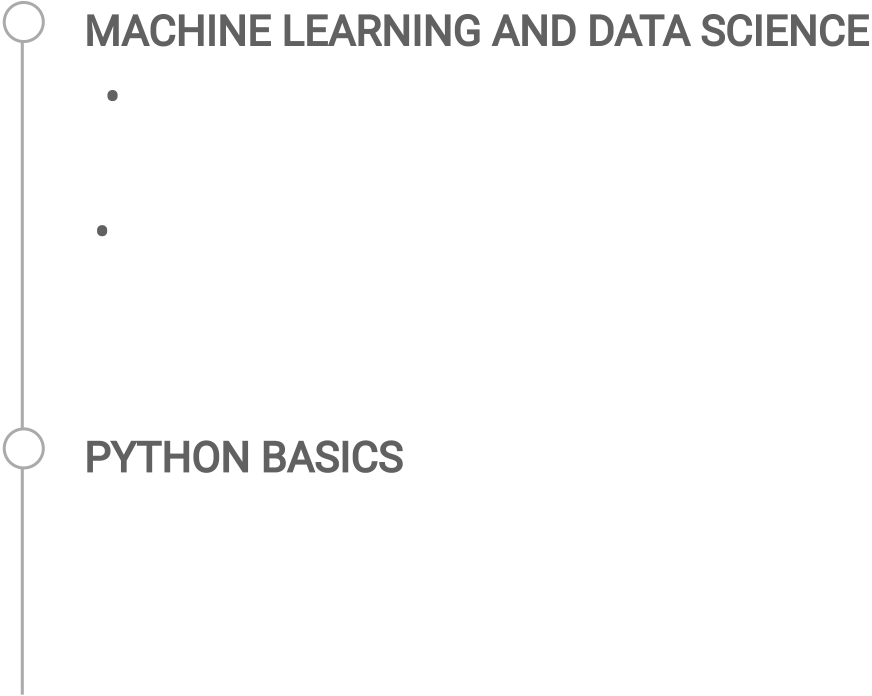 MACHINE LEARNING AND DATA SCIENCE
•
•
PYTHON BASICS